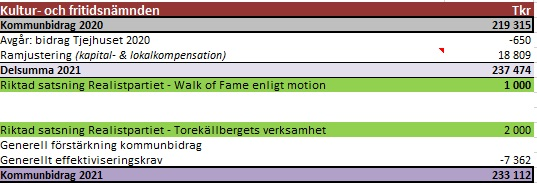 Kultur- och fritidsnämnden Tkr
Kommunbidrag 2020 219 315
Avgår: bidrag Tjejhuset 2020 -650
Ramjustering (kapital- & lokalkompensation) 18 809
Delsumma 2021 237 474
Riktad satsning Realistpartiet - Walk of Fame enligt motion 1 000
Riktad satsning Realistpartiet - Torekällbergets verksamhet 2 000
Generell förstärkning kommunbidrag
Generellt effektiviseringskrav -7 362
Kommunbidrag 2021 233 112